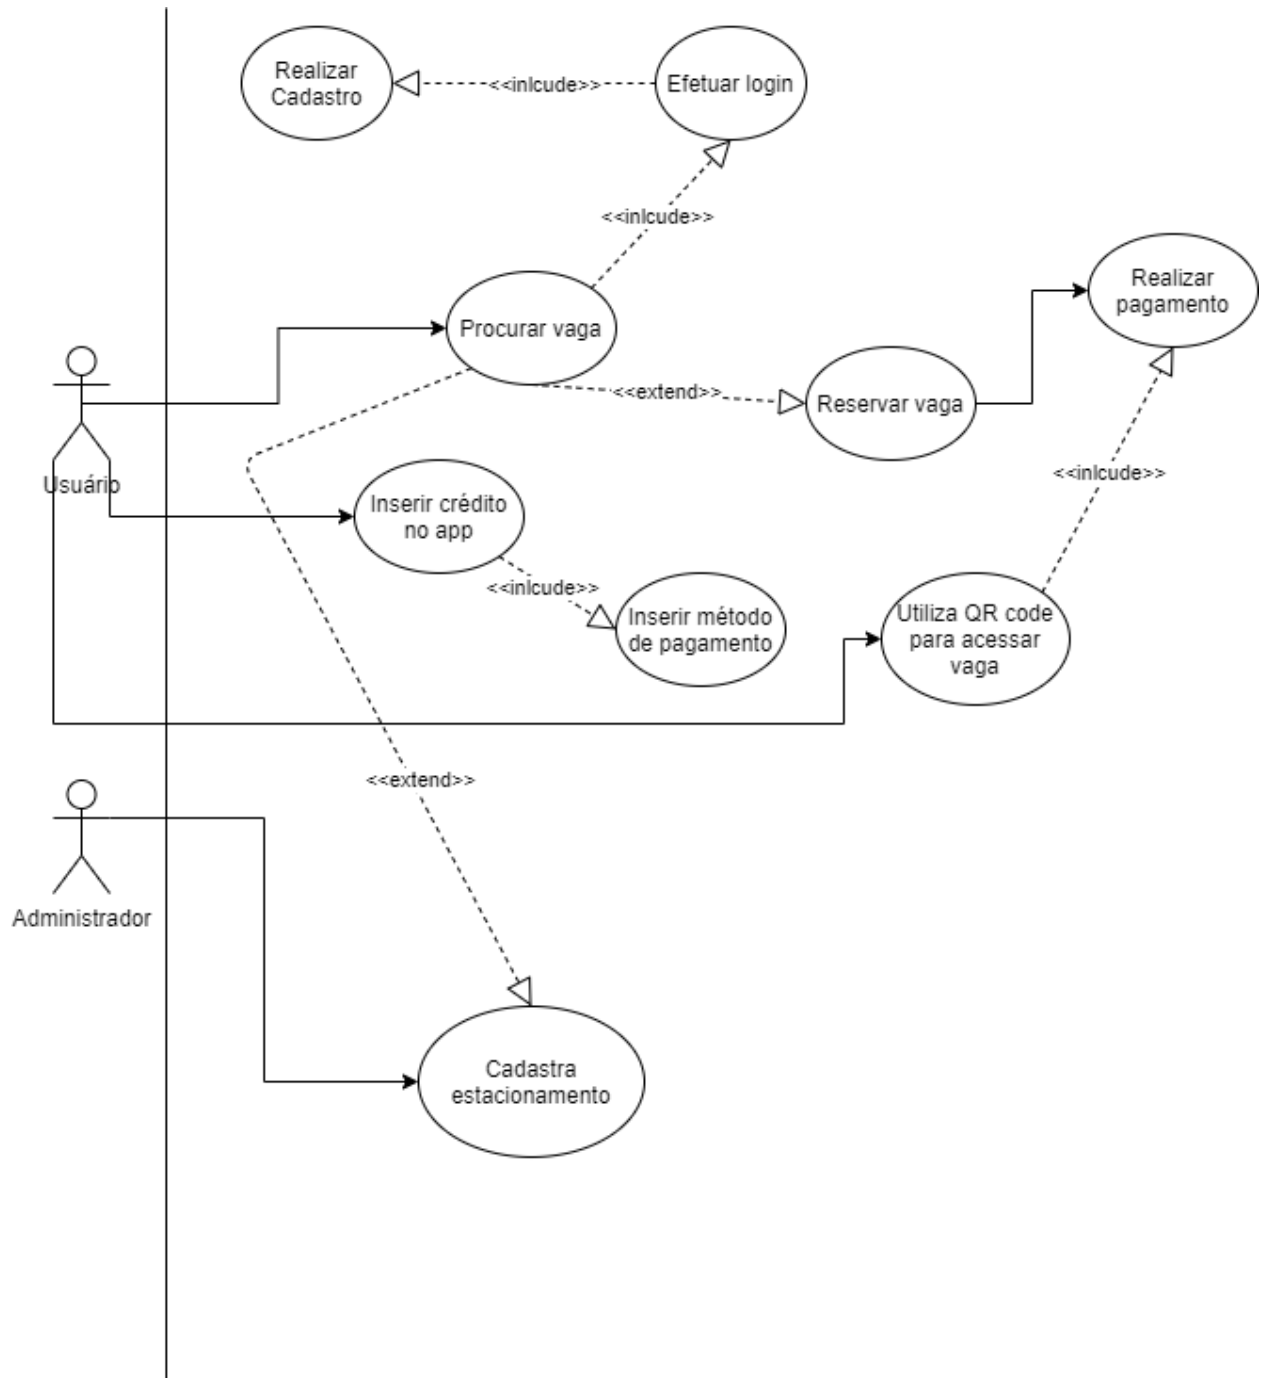 Realizar
Cadastro
<<inlcude>>
Efetuar login
<<inlcude>>
Realizar
pagamento
Procurar vaga
<<extend>>
Reservar vaga
Usuário
Inserir crédito
no app
<<inlcude>>
<<inlcude>>
Inserir método
de pagamento
Utiliza QR code
para acessar
vaga
<<extend>>
Administrador
Cadastra
estacionamento